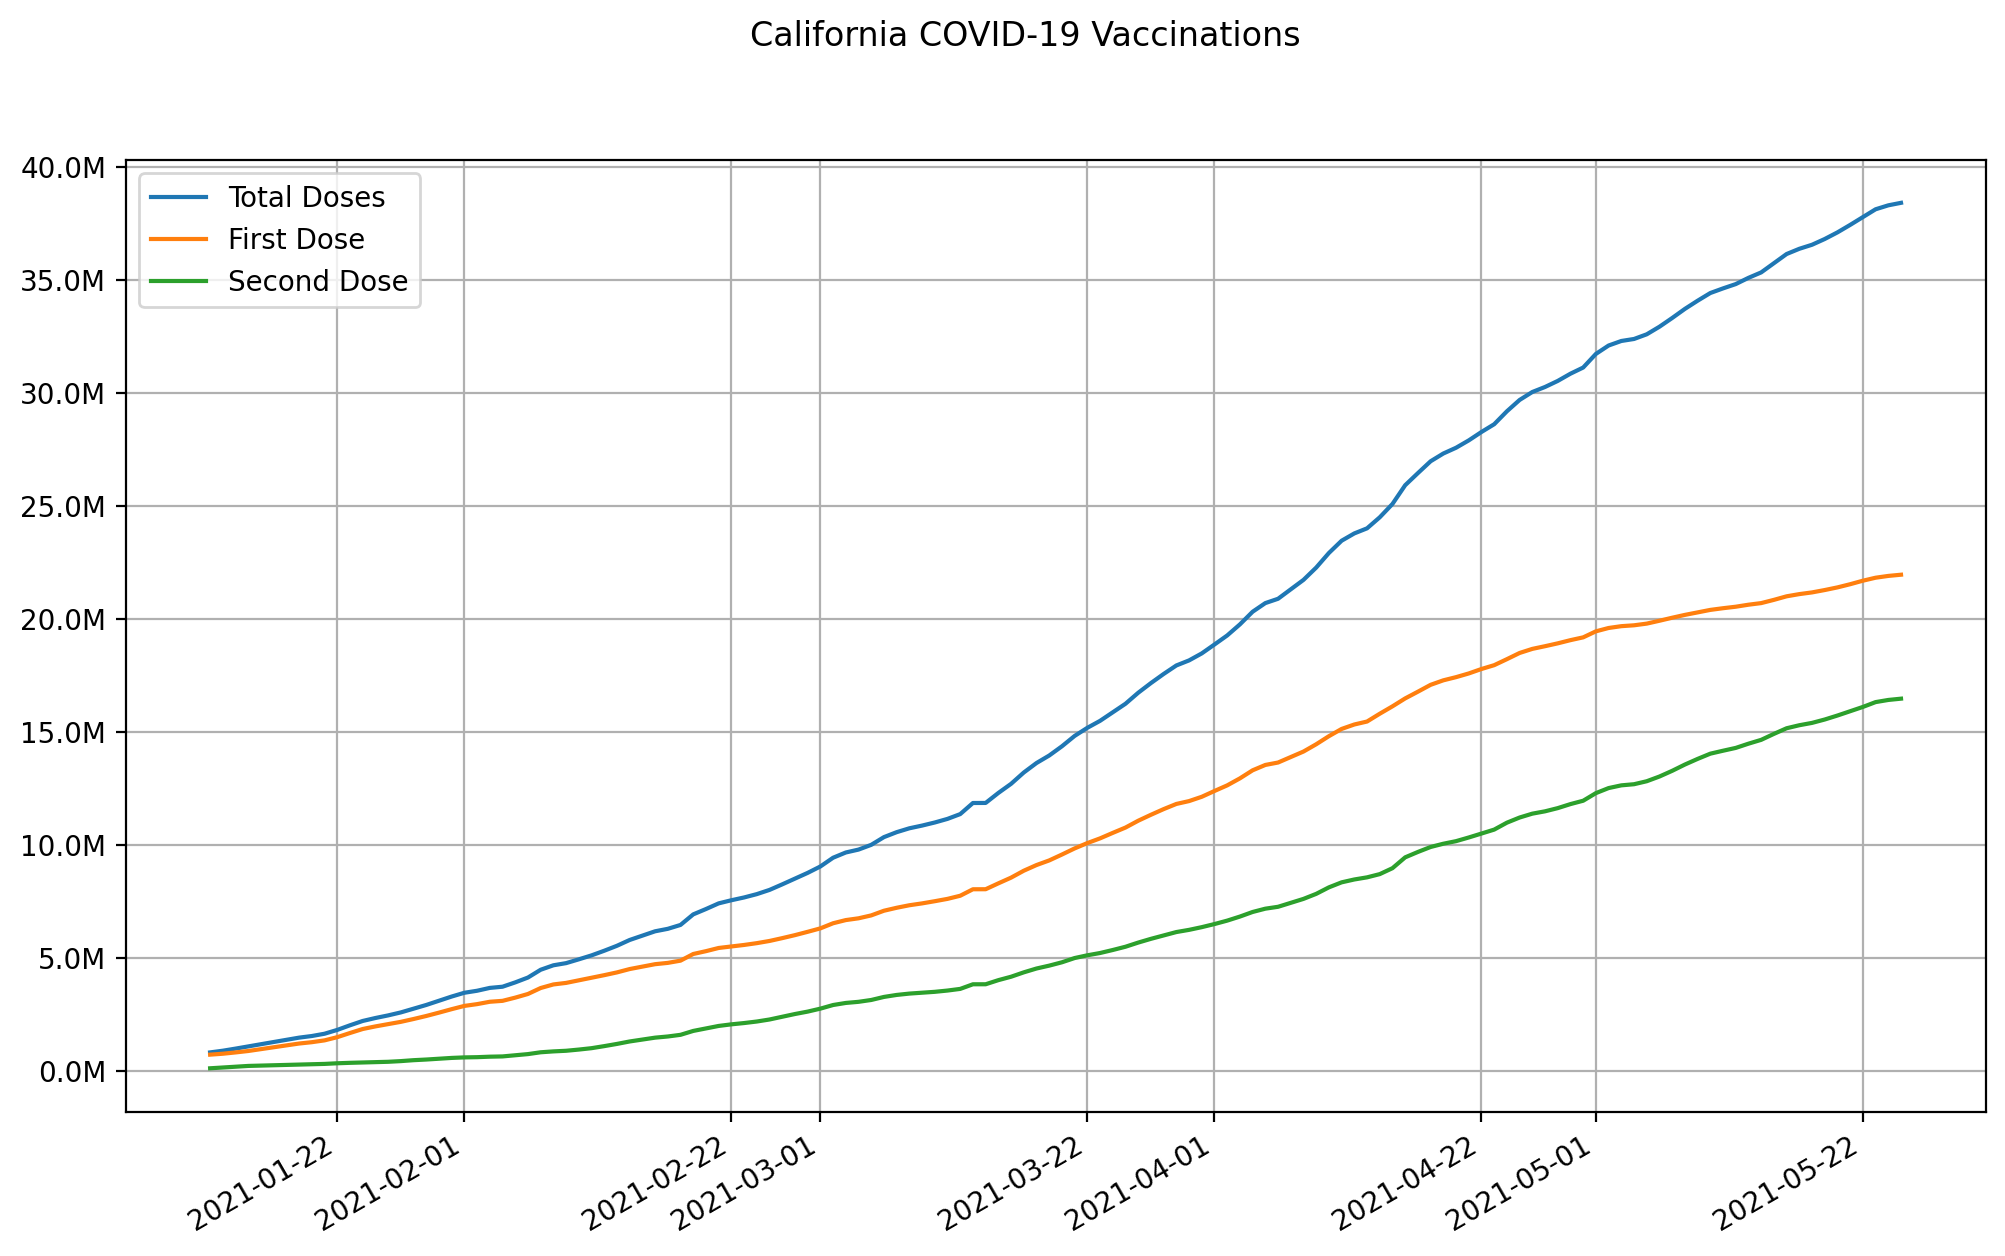 California COVID-19 Vaccinations
40.0M
35.0M
30.0M
25.0M
20.0M
15.0M
10.0M
5.0M
0.0M
Total Doses
First Dose
Second Dose
2021-01-22
2021-02-01
2021-02-22
2021-03-01
2021-03-22
2021-04-01
2021-04-22
2021-05-01
2021-05-22